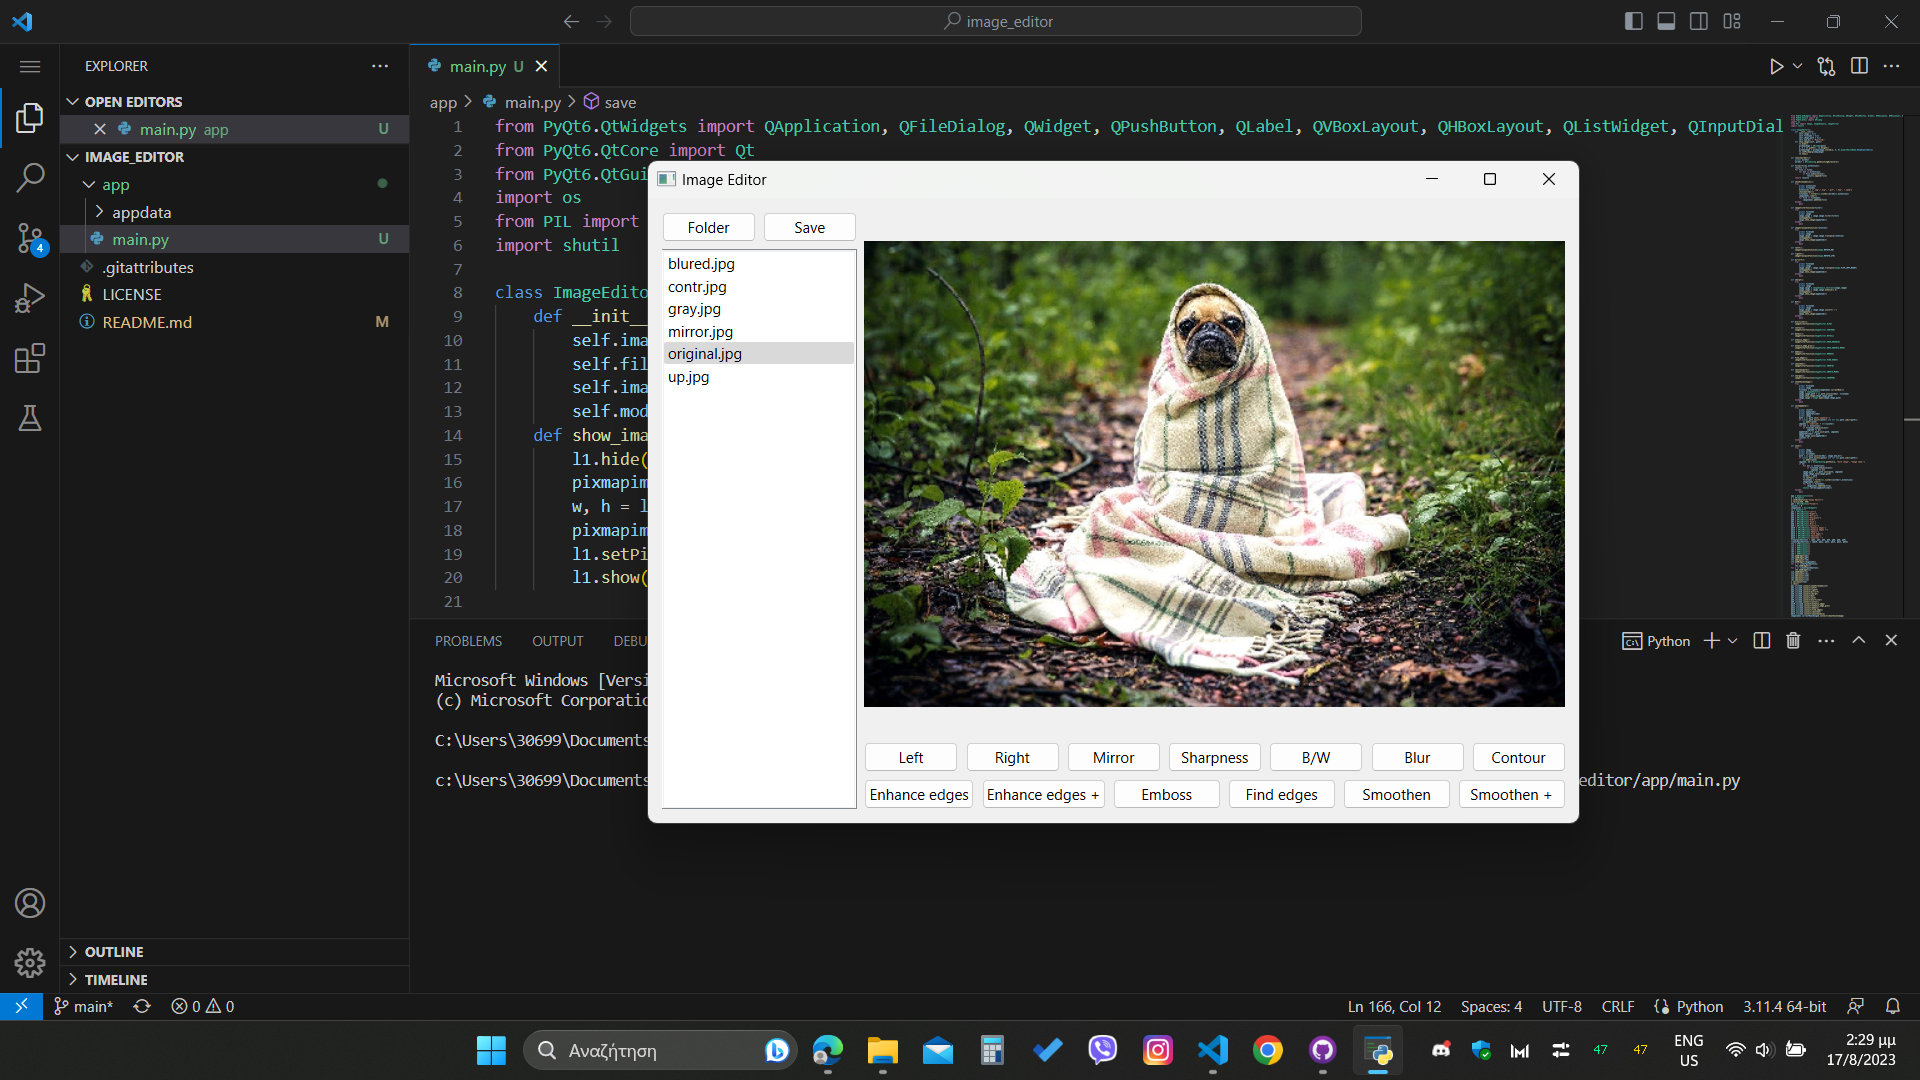 image_editor
EXPLORER
OPEN EDITORS
main.py app U
IMAGE_EDITOR
app
appdata
main.py U
.gitattributes
LICENSE
README.md M
OUTLINE
TIMELINE
4
main.py U
app > main.py > save
1 from PyQt6.QtWidgets import QApplication, QFileDialog, QWidget, QPushButton, QLabel, QVBoxLayout, QHBoxLayout, QListWidget, QInputDial
2 from PyQt6.QtCore import Qt
3 from PyQt6.QtGui
4 import os
5 from PIL import
6 import shutil
7
8 class ImageEdito
9 def __init__
10 self.ima
11 self.fil
12 self.ima
13 self.mod
14 def show_ima
15 l1.hide(
16 pixmapim
17 w, h = l
18 pixmapim
19 l1.setPi
20 l1.show(
21
Image Editor
Folder Save
blured.jpg
contr.jpg
gray.jpg
mirror.jpg
original.jpg
up.jpg
Left Right Mirror Sharpness B/W Blur Contour
Enhance edges Enhance edges + Emboss Find edges Smoothen Smoothen +
PROBLEMS OUTPUT DEBU
Python
Microsoft Windows [Versi
(c) Microsoft Corporatio
C:\Users\30699\Documents
c:\Users\30699\Documents
editor/app/main.py
main* 0 0
Ln 166, Col 12 Spaces: 4 UTF-8 CRLF Python 3.11.4 64-bit
Αναζήτηση
47 47
ENG
US
2:29 μμ
17/8/2023